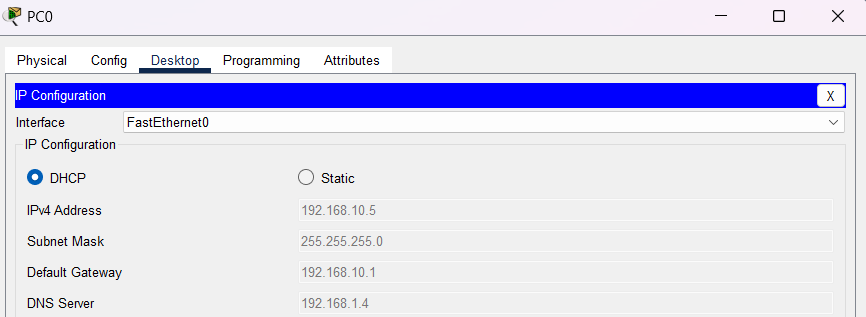 PC0
Physical Config Desktop Programming Attributes
IP Configuration X
Interface FastEthernet0
IP Configuration
DHCP Static
IPv4 Address 192.168.10.5
Subnet Mask 255.255.255.0
Default Gateway 192.168.10.1
DNS Server 192.168.1.4